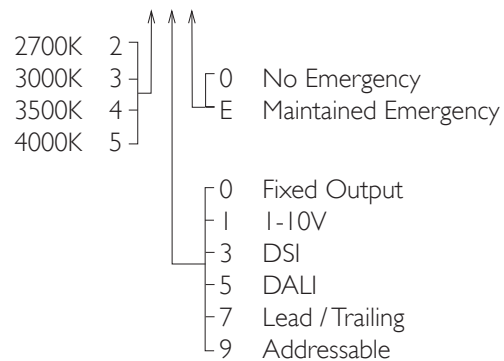 2700K 2
3000K 3
3500K 4
4000K 5
0 No Emergency
E Maintained Emergency
0 Fixed Output
1 1-10V
3 DSI
5 DALI
7 Lead / Trailing
9 Addressable